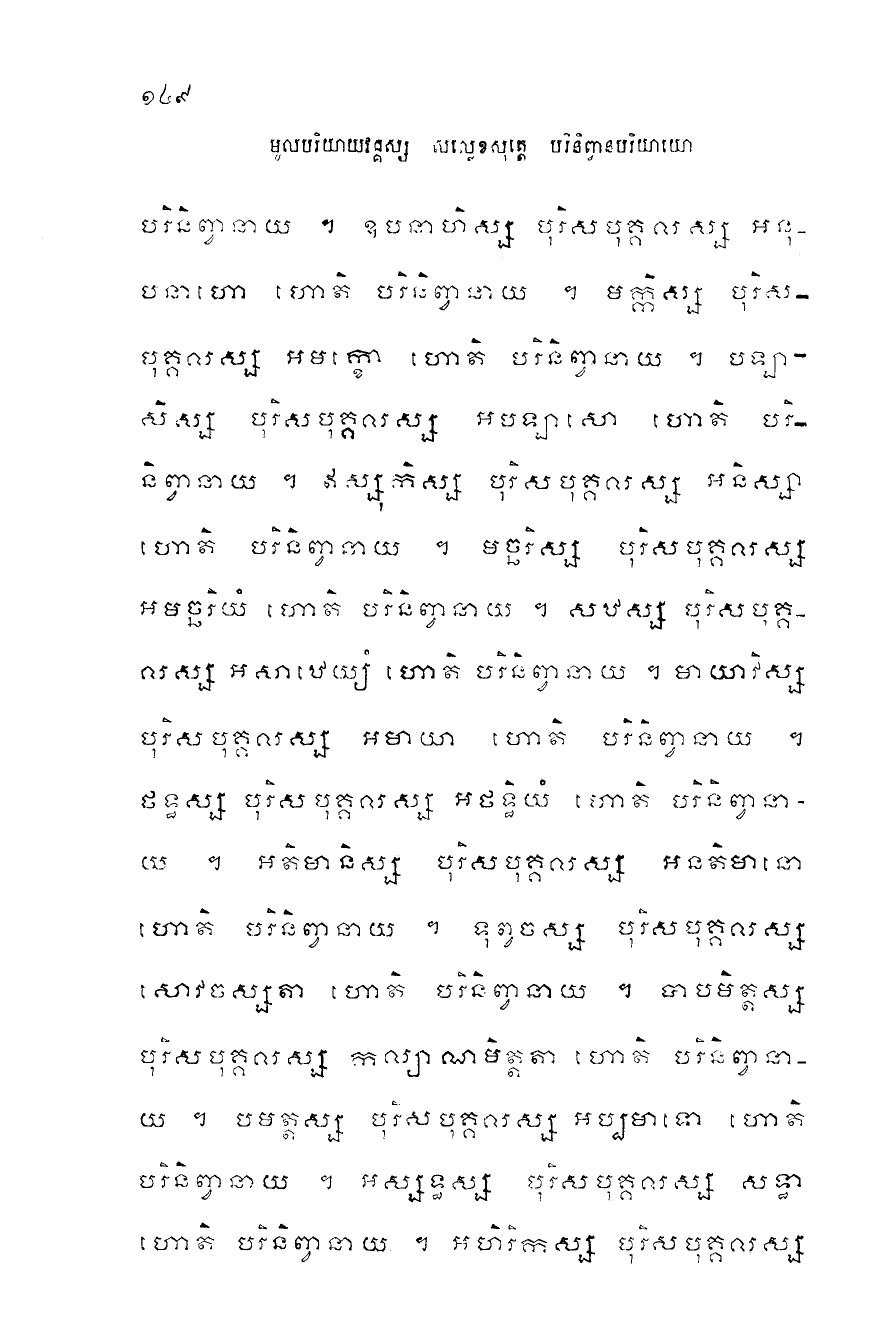 ១៤៩
មូលបរិយាយវគ្គស្ស សល្លេខសុត្តេ បរិនិព្វានបរិយាយោ
បរិនិព្វានាយ ។ ឧបនាហិស្ស បុរិសបុគ្គលស្ស អនុ-
បនាហោ ហោតិ បរិនិព្វានាយ ។ មក្ខិស្ស បុរិស-
បុគ្គលស្ស អមក្ខោ ហោតិ បរិនិព្វានាយ ។ បឡា-
សិស្ស បុរិសបុគ្គលស្ស អបឡាសោ ហោតិ បរិ-
និព្វានាយ ។ ឥស្សុកិស្ស បុរិសបុគ្គលស្ស អនិស្សា
ហោតិ បរិនិព្វានាយ ។ មច្ឆរិស្ស បុរិសបុគ្គលស្ស
អមច្ឆរិយំ ហោតិ បរិនិព្វានាយ ។ សឋស្ស បុរិសបុគ្គ-
លស្ស អសាឋេយ្យំ ហោតិ បរិនិព្វានាយ ។ មាយាវិស្ស
បុរិសបុគ្គលស្ស អមាយា ហោតិ បរិនិព្វានាយ ។
ថទ្ធស្ស បុរិសបុគ្គលស្ស អថទ្ធិយំ ហោតិ បរិនិព្វានា-
យ ។ អតិមានិស្ស បុរិសបុគ្គលស្ស អនតិមានោ
ហោតិ បរិនិព្វានាយ ។ ទុព្វចស្ស បុរិសបុគ្គលស្ស
សោវចស្សតា ហោតិ បរិនិព្វានាយ ។ បាបមិត្តស្ស
បុរិសបុគ្គលស្ស កល្យាណមិត្តតា ហោតិ បរិនិព្វានា-
យ ។ បមត្តស្ស បុរិសបុគ្គលស្ស អប្បមាទោ ហោតិ
បរិនិព្វានាយ ។ អស្សទ្ធស្ស បុរិសបុគ្គលស្ស សទ្ធា
ហោតិ បរិនិព្វានាយ ។ អហិរិកស្ស បុរិសបុគ្គលស្ស